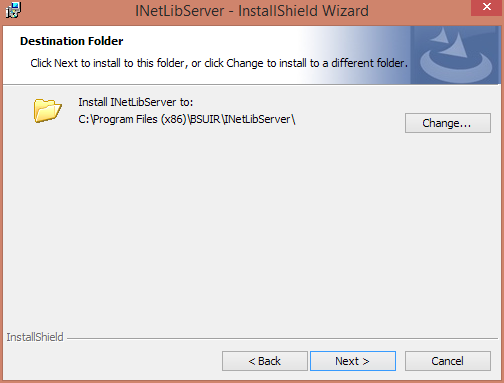 INetLibServer - InstallShield Wizard
Destination Folder
Click Next to install to this folder, or click Change to install to a different folder.
Install INetLibServer to:
C:\Program Files (x86)\BSUIR\INetLibServer\
Change...
InstallShield
< Back
Next >
Cancel